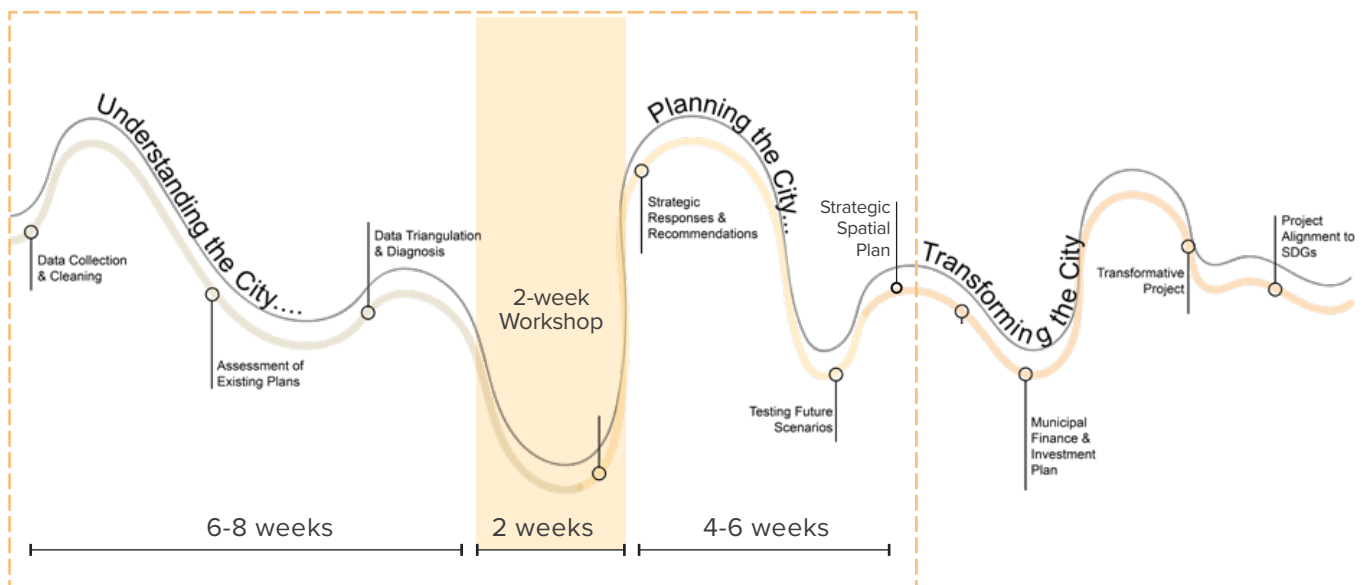 Understanding the City....
Data Collection
& Cleaning
Assessment of
Existing Plans
Data Triangulation
& Diagnosis
2-week
Workshop
Planning the City...
Strategic
Responses &
Recommendations
Testing Future
Scenarios
Strategic
Spatial
Plan
Transforming the City
Municipal
Finance &
Investment
Plan
Transformative
Project
Project
Alignment to
SDGs
6-8 weeks
2 weeks
4-6 weeks